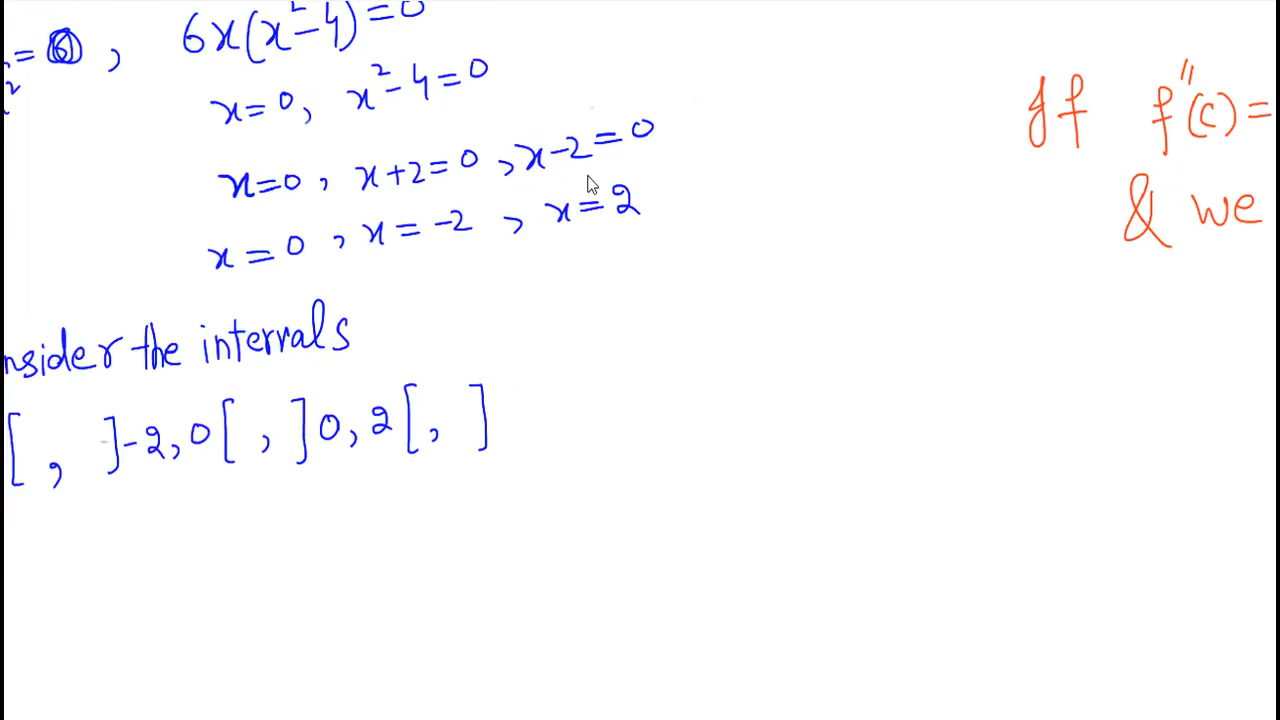 = 6 , 6x(x²-4)=0
x=0, x²-4=0
x=0, x+2=0, x-2=0
x=0, x=-2, x=2
nsider the intervals
[ , ]-2,0[ , ]0,2[, ]
If f''(c)=
& we